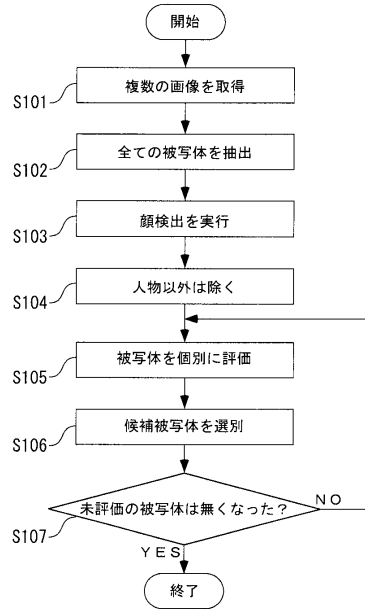 開始
複数の画像を取得
S101
全ての被写体を抽出
S102
顔検出を実行
S103
人物以外は除く
S104
被写体を個別に評価
S105
候補被写体を選別
S106
未評価の被写体は無くなった?
NO
S107
YES
終了